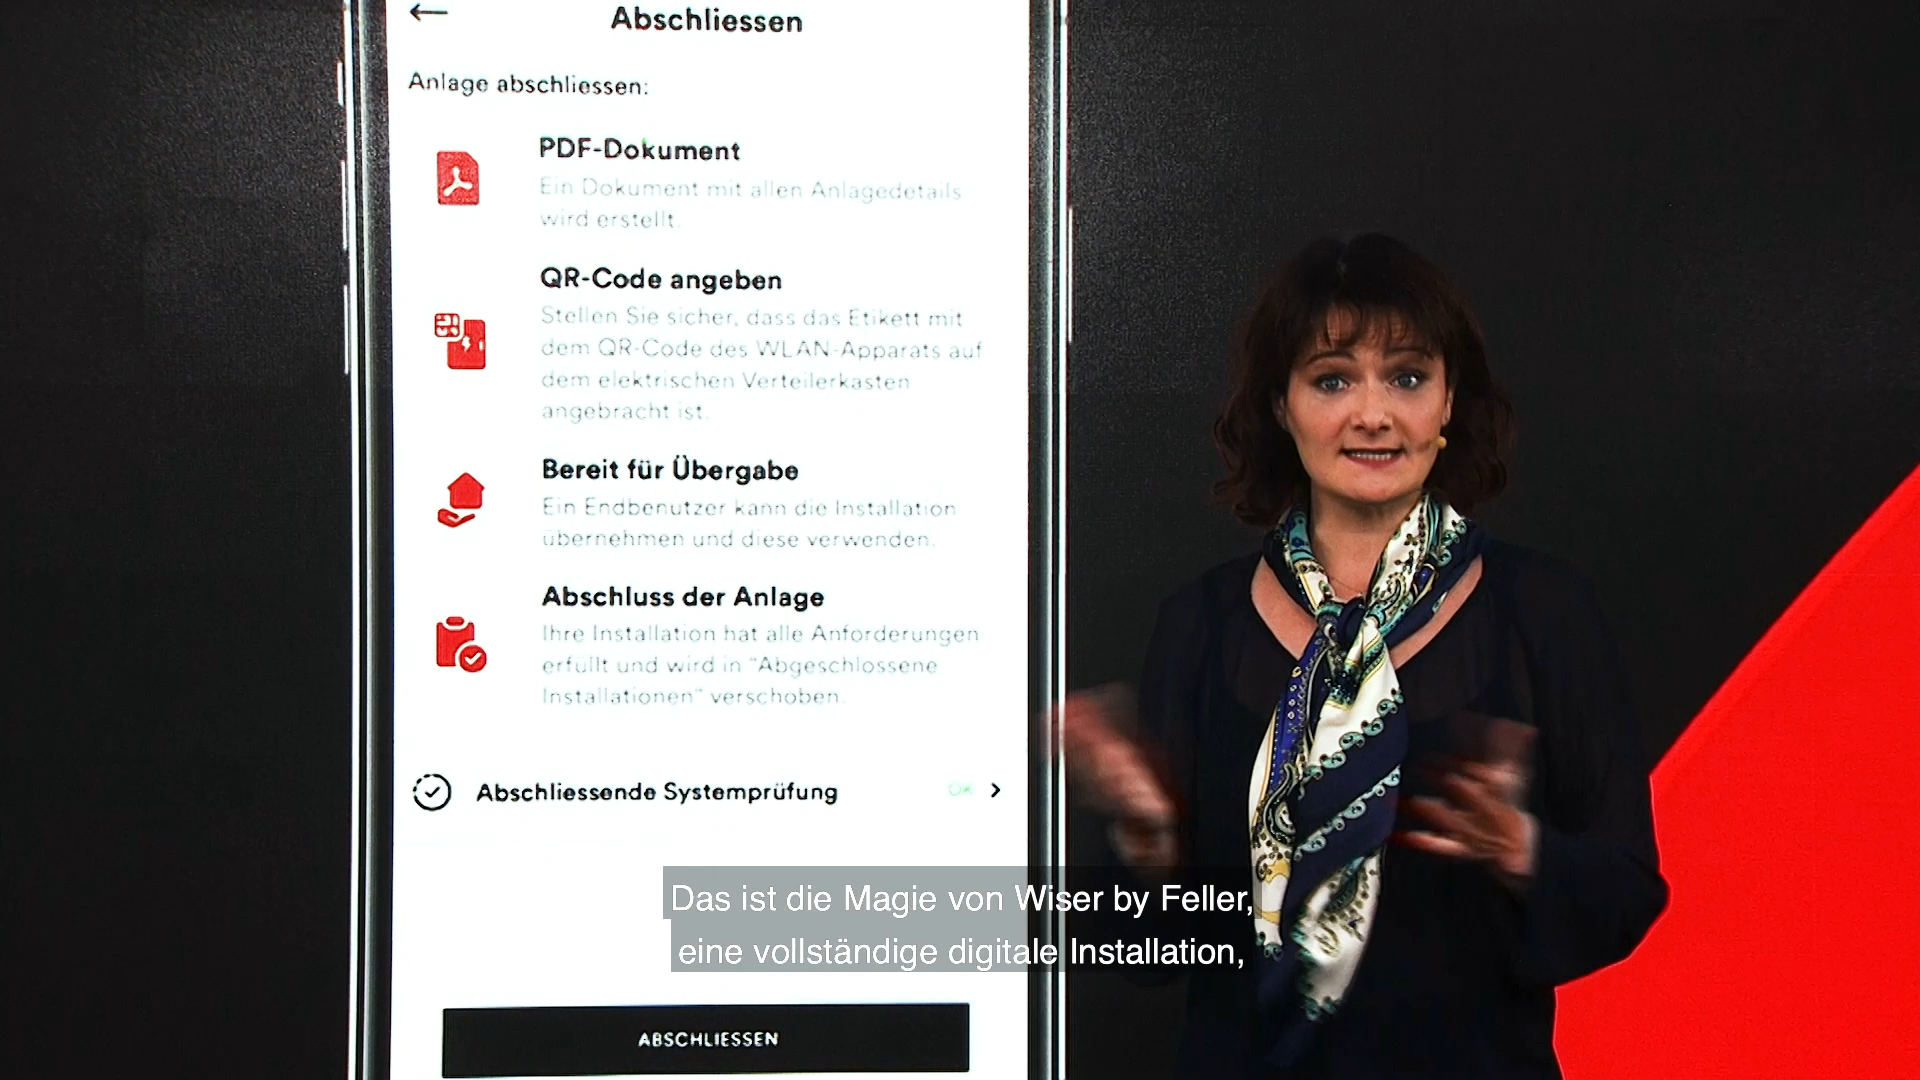 Abschliessen
Anlage abschliessen:
PDF-Dokument
Ein Dokument mit allen Anlagedetails
wird erstellt.
QR-Code angeben
Stellen Sie sicher, dass das Etikett mit
dem QR-Code des WLAN-Apparats auf
dem elektrischen Verteilerkasten
angebracht ist.
Bereit für Übergabe
Ein Endbenutzer kann die Installation
übernehmen und diese verwenden.
Abschluss der Anlage
Ihre Installation hat alle Anforderungen
erfüllt und wird in "Abgeschlossene
Installationen" verschoben.
Abschliessende Systemprüfung OK
Das ist die Magie von Wiser by Feller,
eine vollständige digitale Installation,
ABSCHLIESSEN